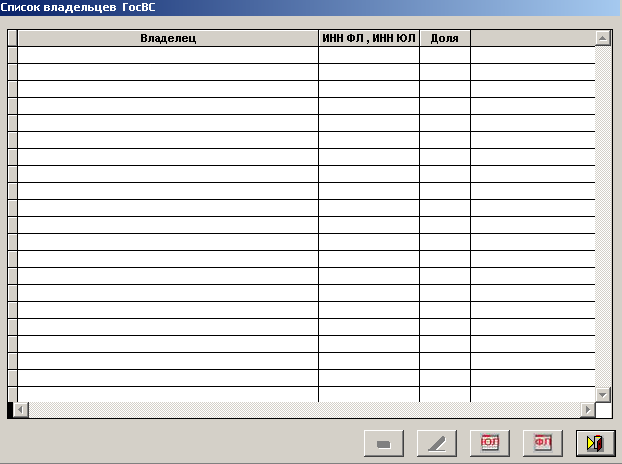 Список владельцев ГосВС
Владелец ИНН ФЛ , ИНН ЮЛ Доля
ЮЛ ФЛ